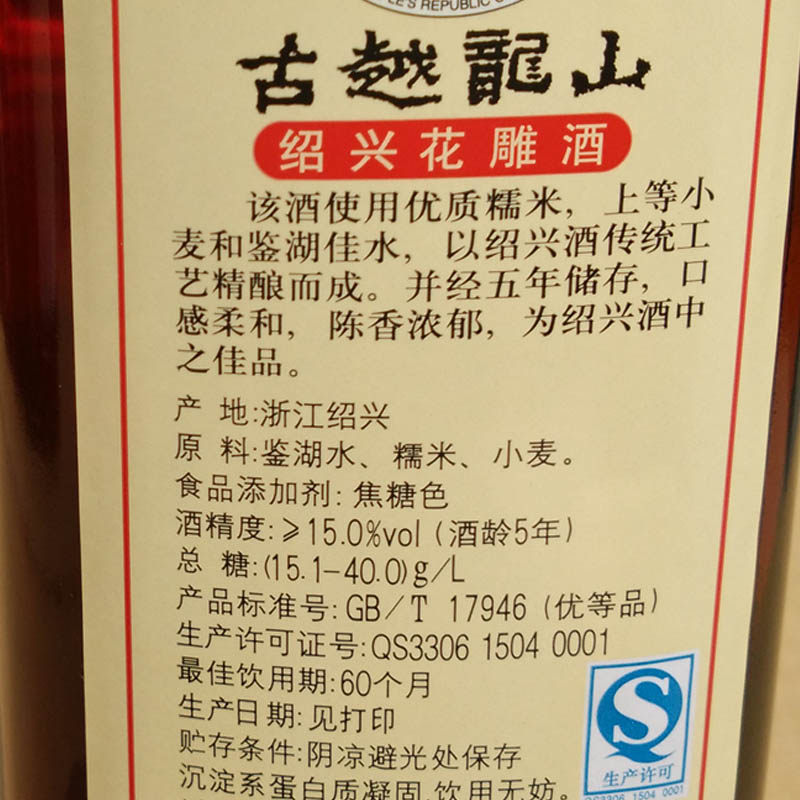 PLE'S REPUBLIC
古越龍山
绍兴花雕酒
该酒使用优质糯米，上等小
麦和鉴湖佳水，以绍兴酒传统工
艺精酿而成。并经五年储存，口
感柔和，陈香浓郁，为绍兴酒中
之佳品。
产 地:浙江绍兴
原 料:鉴湖水、糯米、小麦。
食品添加剂:焦糖色
酒精度:≥15.0%vol (酒龄5年)
总 糖:(15.1-40.0)g/L
产品标准号:GB/T 17946 (优等品)
生产许可证号:QS3306 1504 0001
最佳饮用期:60个月
生产日期:见打印
贮存条件:阴凉避光处保存
沉淀系蛋白质凝固,饮用无妨。
生产许可
QS3306 1504 0001